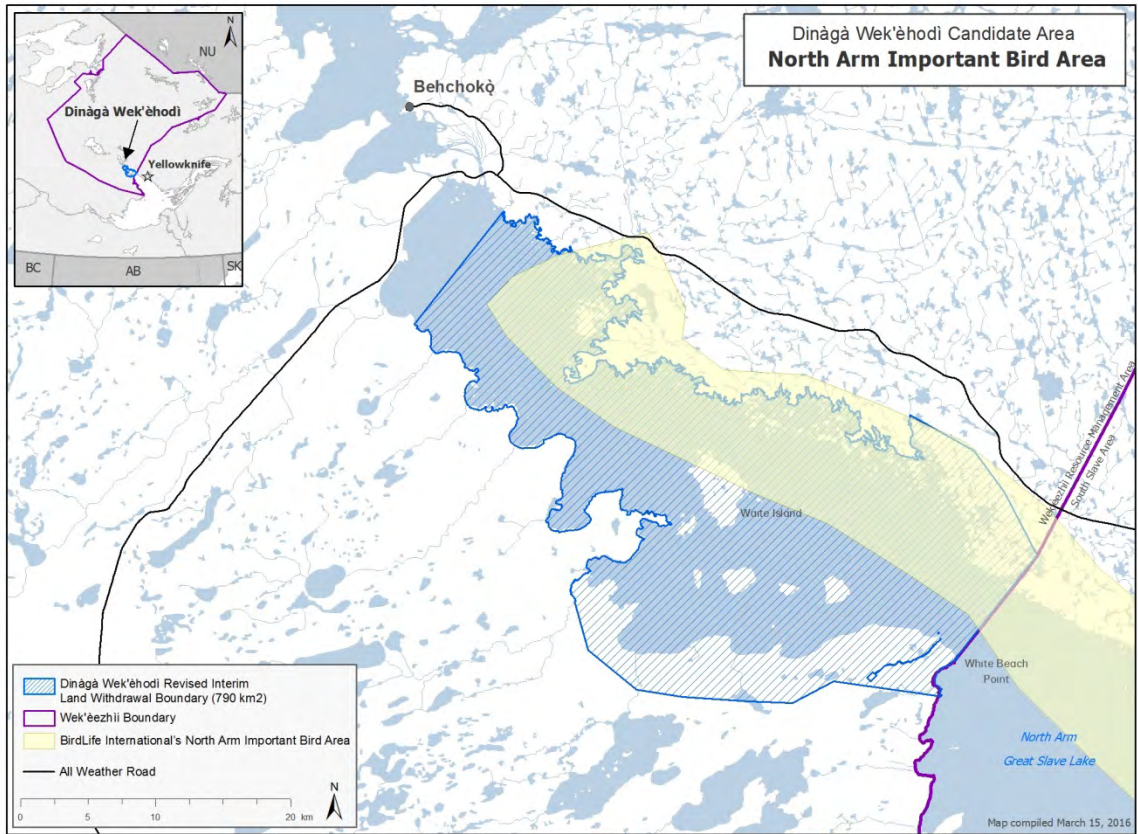 Dinàgà Wek'èhodì Candidate Area
North Arm Important Bird Area
N
NU
Dinàgà Wek'èhodì
Yellowknife
BC
AB
SK
Behchokǫ̀
Wek'èezhìi Resource Management Area
South Slave Area
Waite Island
White Beach
Point
North Arm
Great Slave Lake
Dinàgà Wek'èhodì Revised Interim
Land Withdrawal Boundary (790 km2)
Wek'èezhìi Boundary
BirdLife International's North Arm Important Bird Area
All Weather Road
0 5 10 20 km
N
Map compiled March 15, 2016